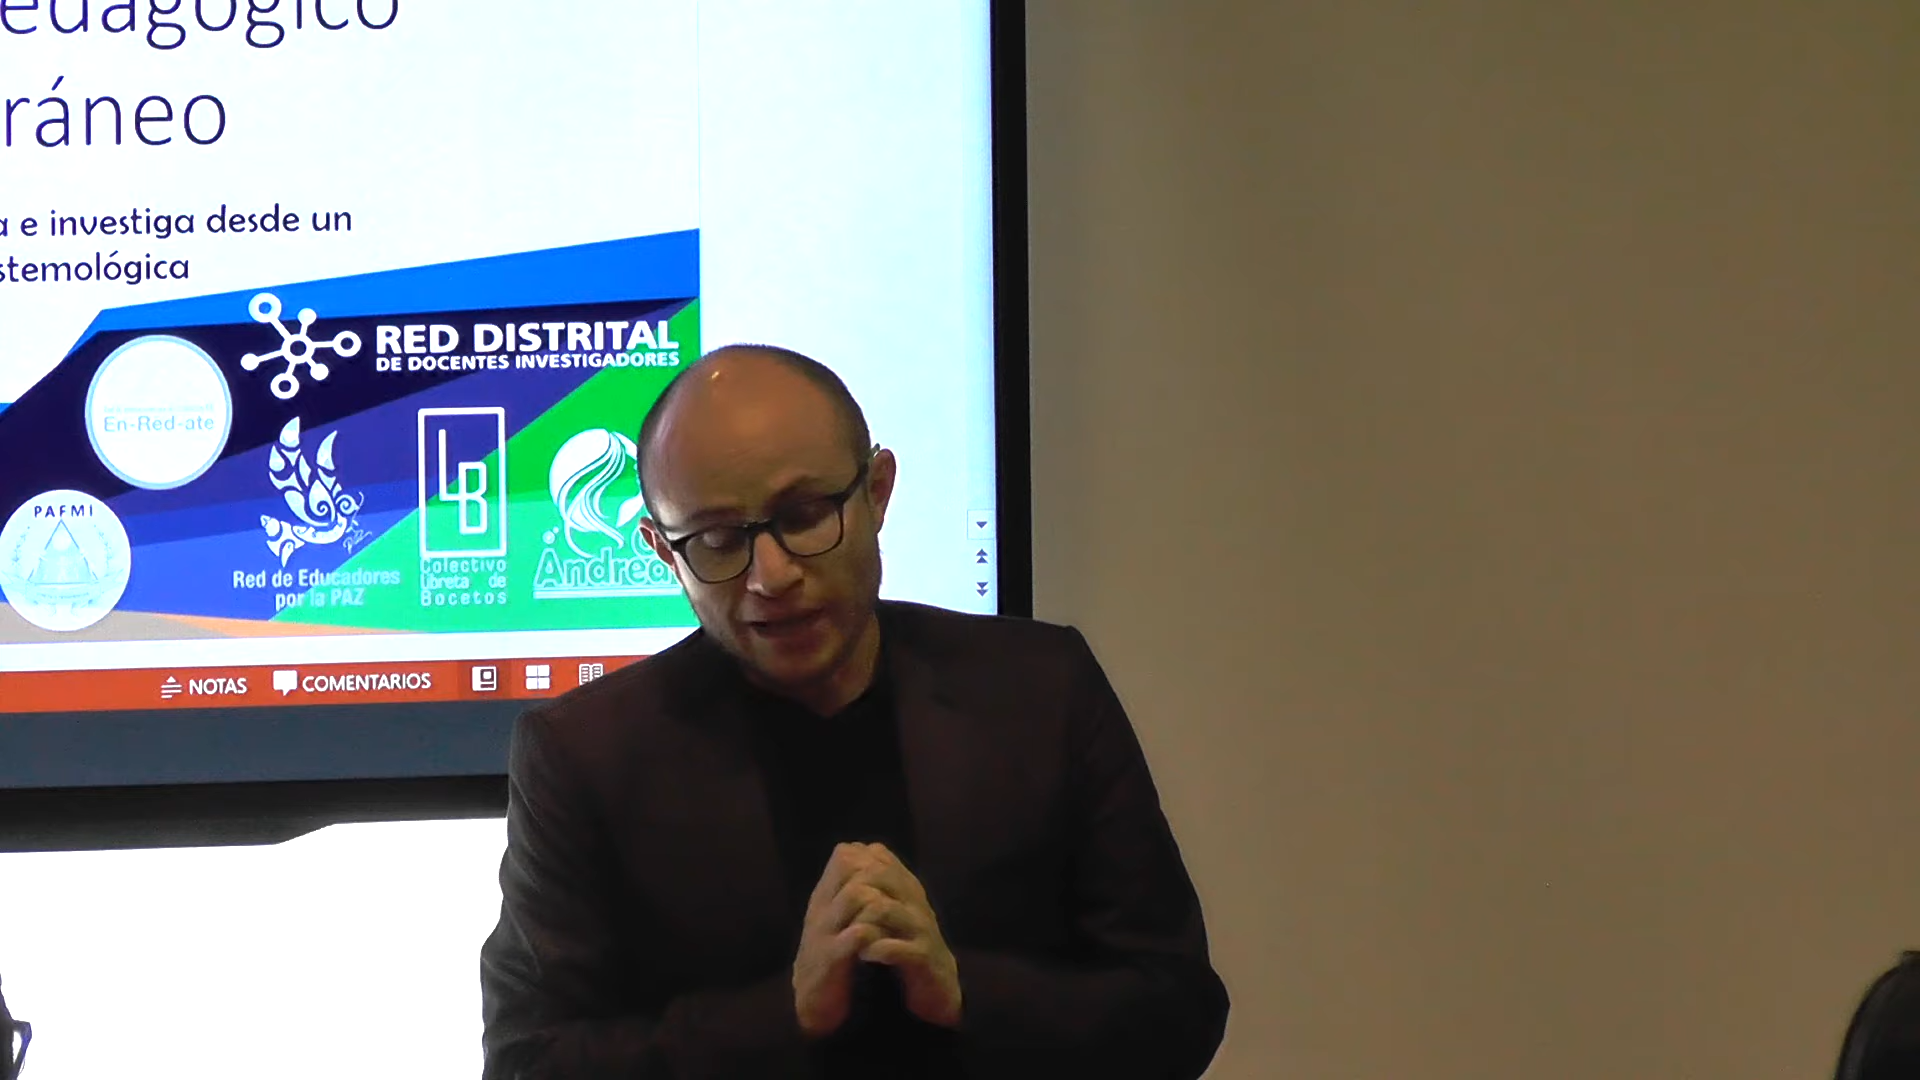 edagógico
ráneo
a e investiga desde un
stemológica
RED DISTRITAL
DE DOCENTES INVESTIGADORES
En-Red-ate
PAFMI
Red de Educadores
por la PAZ
LB
Colectivo
Libreta de
Bocetos
Andrea
NOTAS
COMENTARIOS